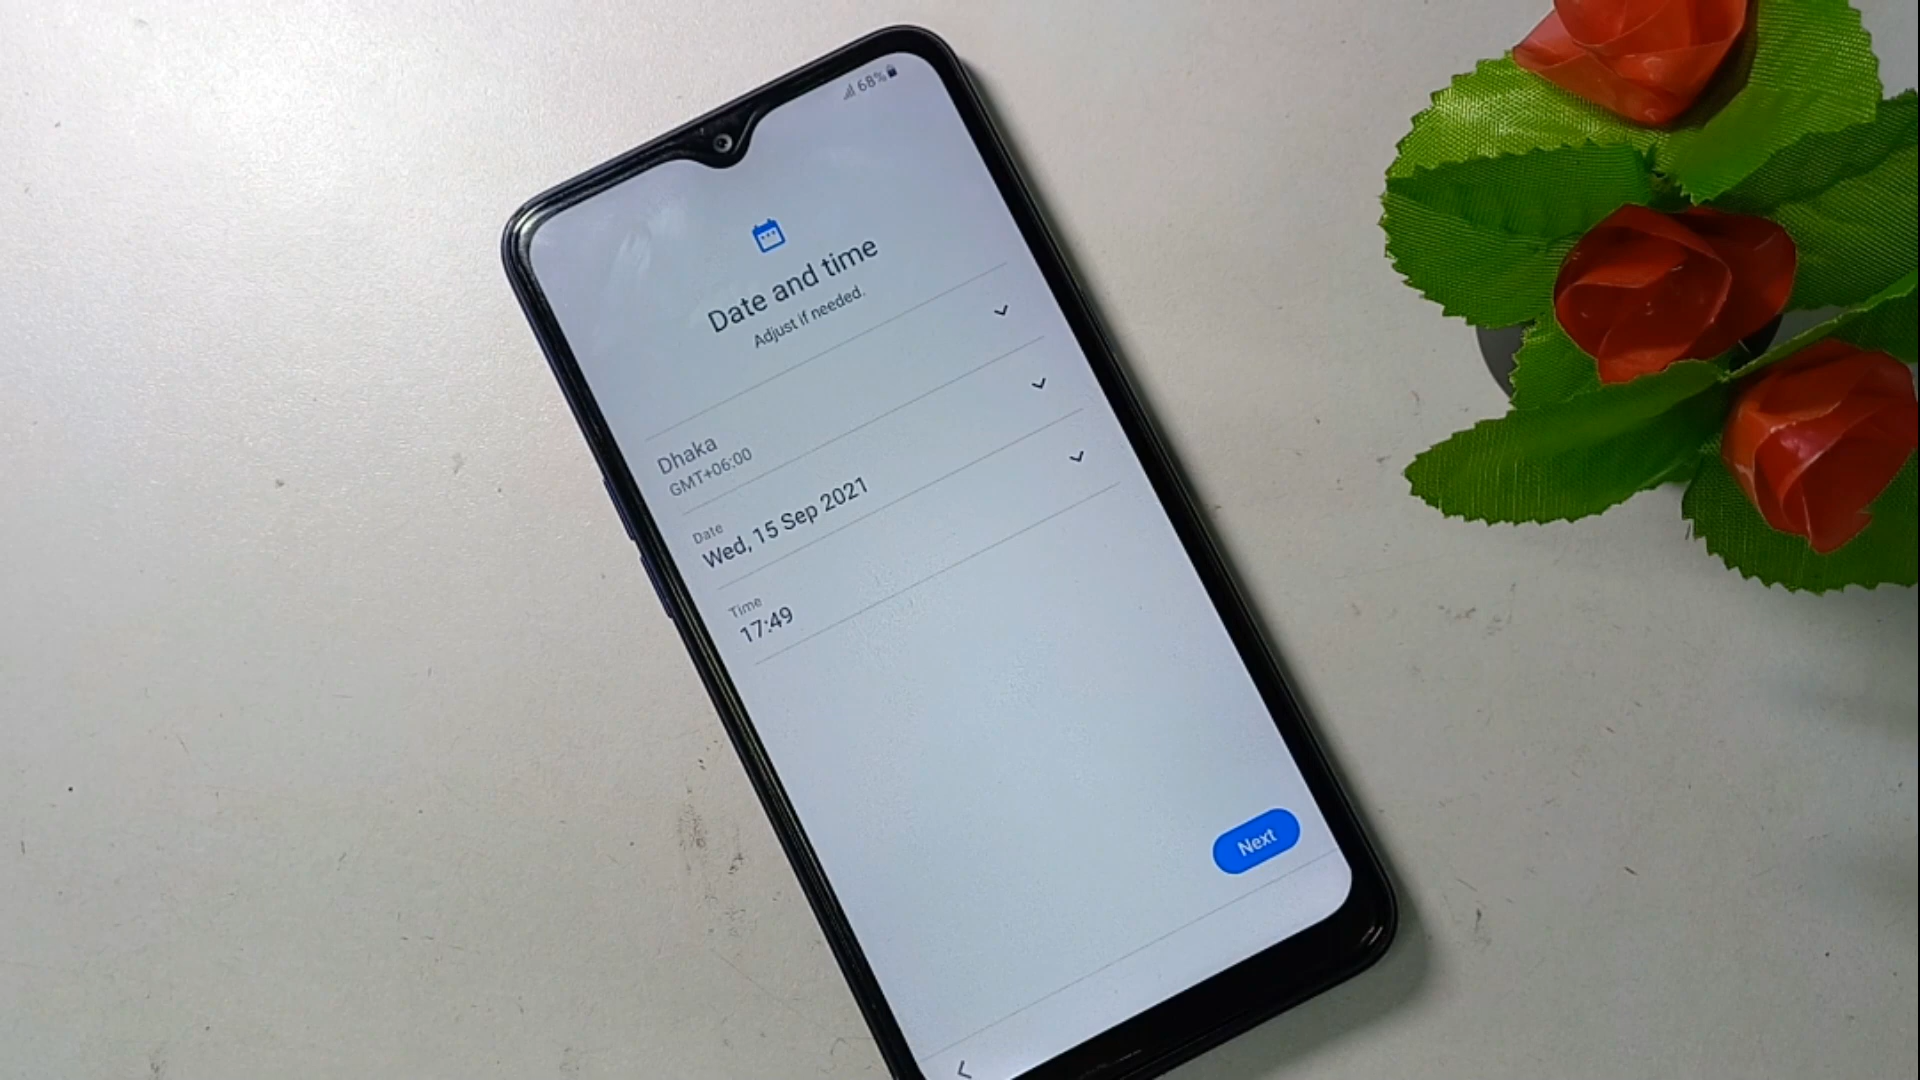 68%
Date and time
Adjust if needed.
Dhaka
GMT+06:00
Date
Wed, 15 Sep 2021
Time
17:49
Next